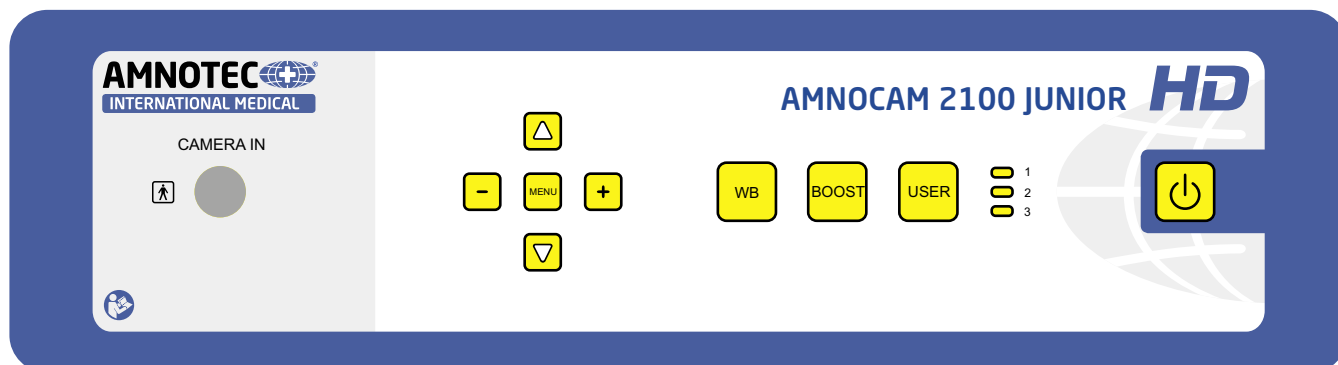 AMNOTEC®
INTERNATIONAL MEDICAL
CAMERA IN
AMNOCAM 2100 JUNIOR HD
- MENU +
WB BOOST USER
1
2
3